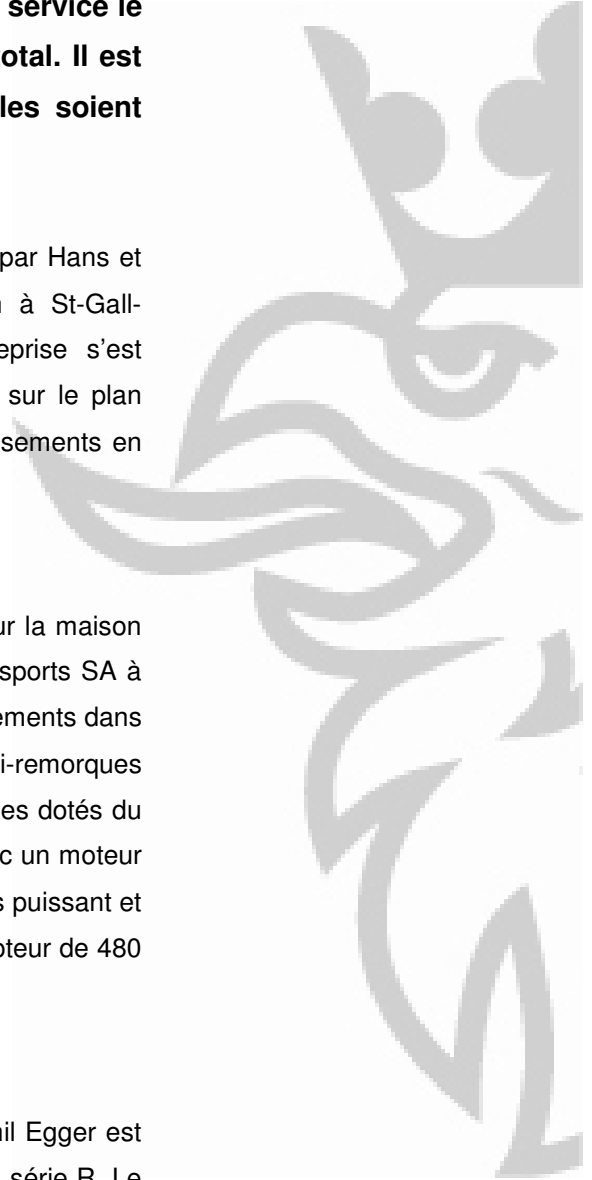 service le
otal. Il est
les soient
par Hans et
à St-Gall-
eprise s'est
sur le plan
sements en
ur la maison
sports SA à
ements dans
i-remorques
es dotés du
c un moteur
s puissant et
oteur de 480
il Egger est
série R. Le